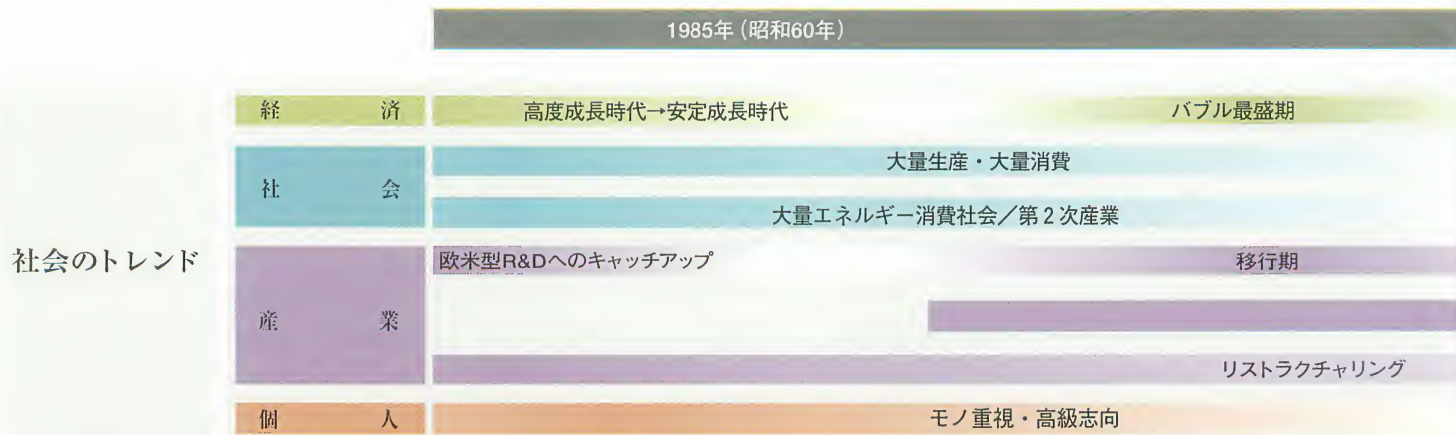 1985年(昭和60年)
経済
高度成長時代→安定成長時代
バブル最盛期
社会
大量生産・大量消費
大量エネルギー消費社会／第2次産業
社会のトレンド
欧米型R&Dへのキャッチアップ
移行期
産業
リストラクチャリング
個人
モノ重視・高級志向